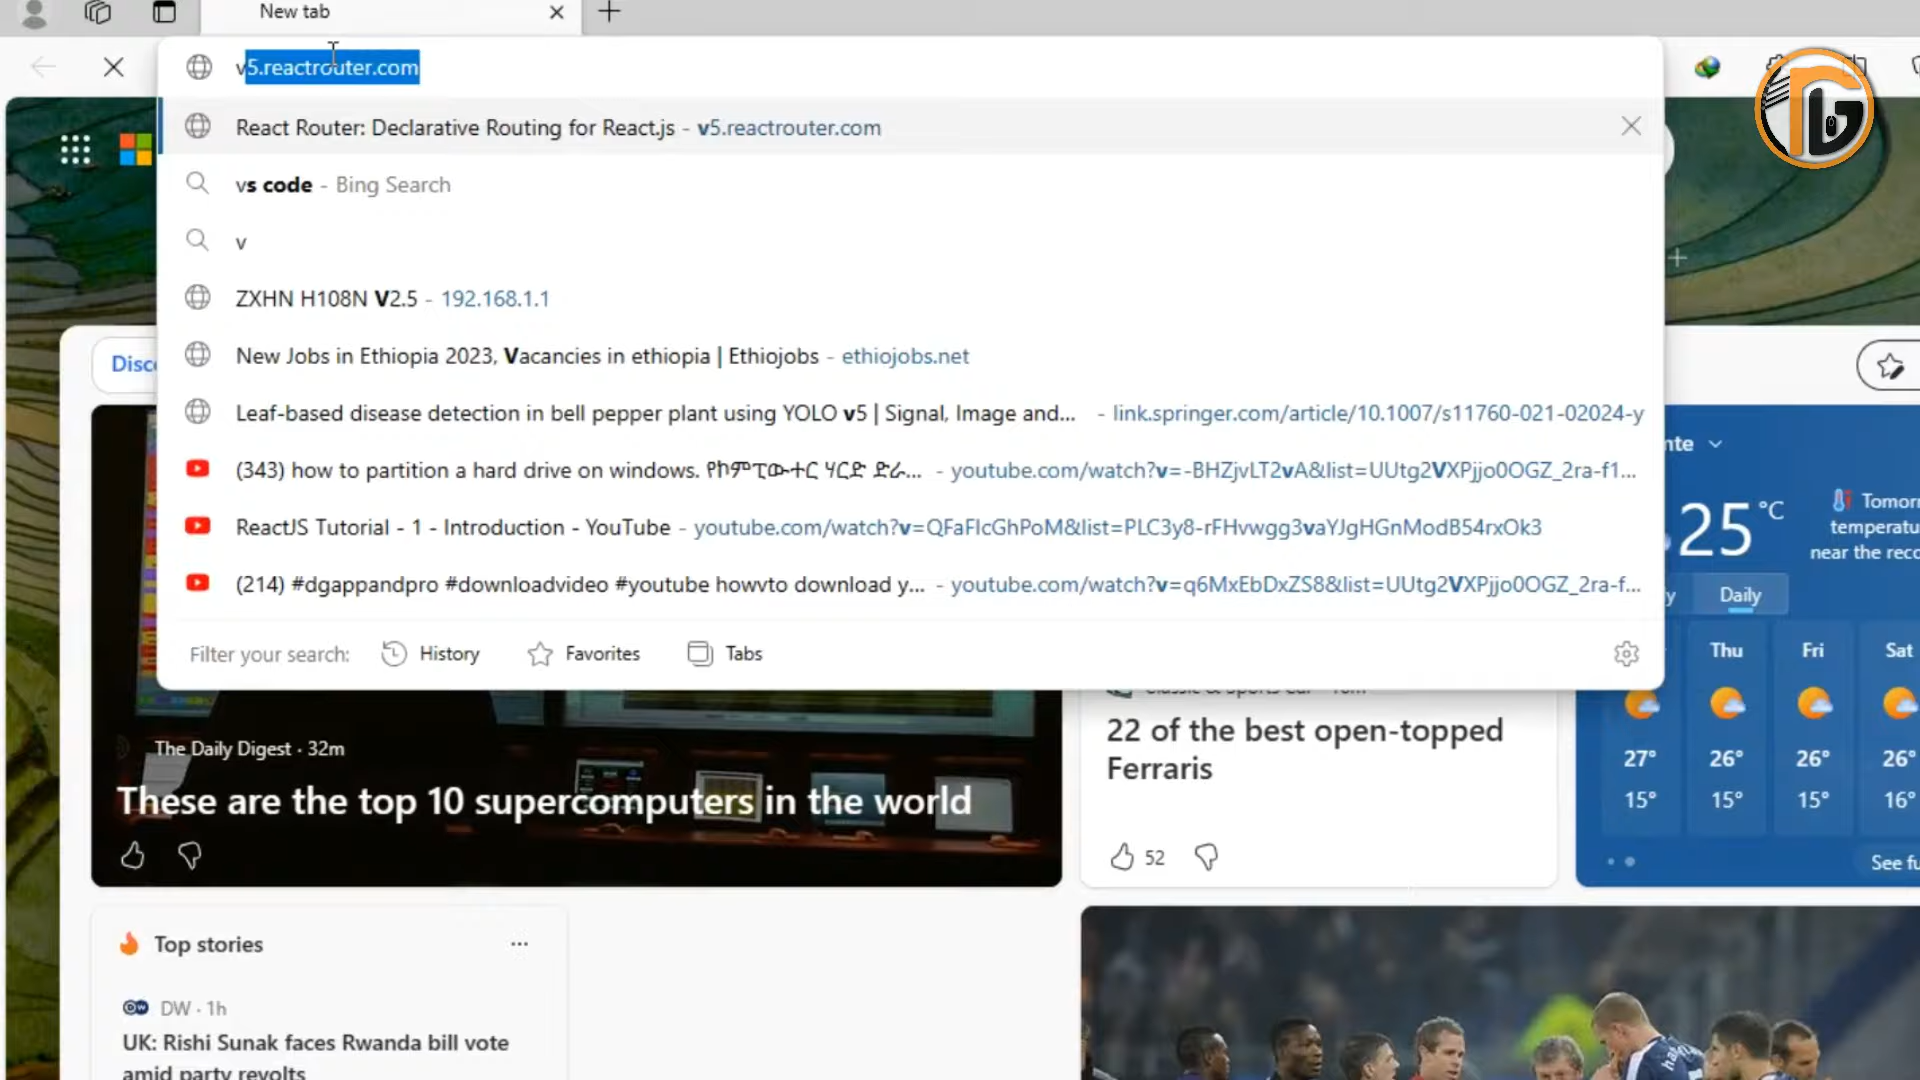 New tab
v5.reactrouter.com
React Router: Declarative Routing for React.js - v5.reactrouter.com
vs code - Bing Search
v
ZXHN H108N V2.5 - 192.168.1.1
New Jobs in Ethiopia 2023, Vacancies in ethiopia | Ethiojobs - ethiojobs.net
Leaf-based disease detection in bell pepper plant using YOLO v5 | Signal, Image and... - link.springer.com/article/10.1007/s11760-021-02024-y
(343) how to partition a hard drive on windows. የኮምፒውተር ሃርድ ድራ... - youtube.com/watch?v=-BHZjvLT2vA&list=UUtg2VXPjjo0OGZ_2ra-f1...
ReactJS Tutorial - 1 - Introduction - YouTube - youtube.com/watch?v=QFaFIcGhPoM&list=PLC3y8-rFHvwgg3vaYJgHGnModB54rxOk3
(214) #dgappandpro #downloadvideo #youtube howvto download y... - youtube.com/watch?v=q6MxEbDxZS8&list=UUtg2VXPjjo0OGZ_2ra-f...
Filter your search: History Favorites Tabs
Disc
nte
25 °C
Tomor
temperatu
near the reco
y Daily
Thu Fri Sat
27° 26° 26° 26°
15° 15° 15° 16°
See fu
The Daily Digest · 32m
These are the top 10 supercomputers in the world
22 of the best open-topped
Ferraris
52
Top stories
DW · 1h
UK: Rishi Sunak faces Rwanda bill vote
amid party revolts